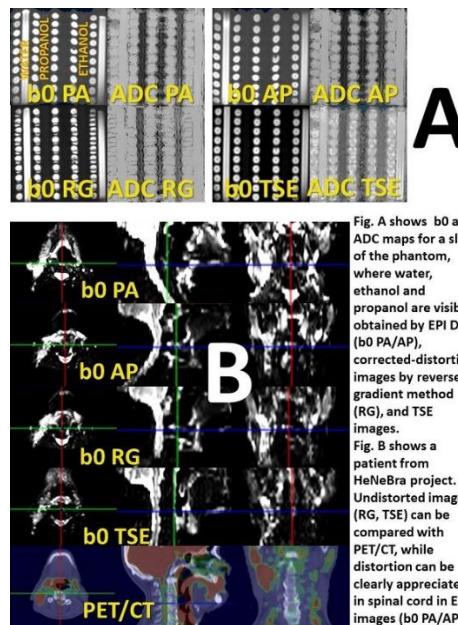 WATER
PROPANOL
ETHANOL
b0 PA
ADC PA
b0 AP
ADC AP
A
b0 RG
ADC RG
b0 TSE
ADC TSE
B
b0 PA
b0 AP
b0 RG
b0 TSE
PET/CT
Fig. A shows b0 a
ADC maps for a sl
of the phantom,
where water,
ethanol and
propanol are visib
obtained by EPI D
(b0 PA/AP),
corrected-distorti
images by reverse
gradient method
(RG), and TSE
images.
Fig. B shows a
patient from
HeNeBra project.
Undistorted imag
(RG, TSE) can be
compared with
PET/CT, while
distortion can be
clearly appreciate
in spinal cord in E
images (b0 PA/AP